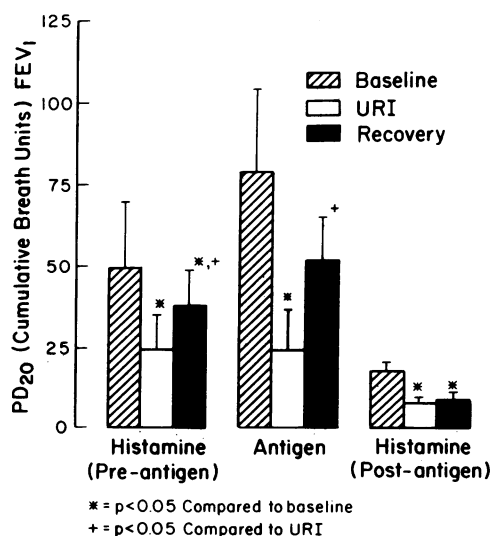 PD20 (Cumulative Breath Units) FEV1
125
100
75
50
25
0
Baseline
URI
Recovery
*,+
*
*
+
*
*
Histamine
(Pre-antigen)
Antigen
Histamine
(Post-antigen)
* = p<0.05 Compared to baseline
+ = p<0.05 Compared to URI